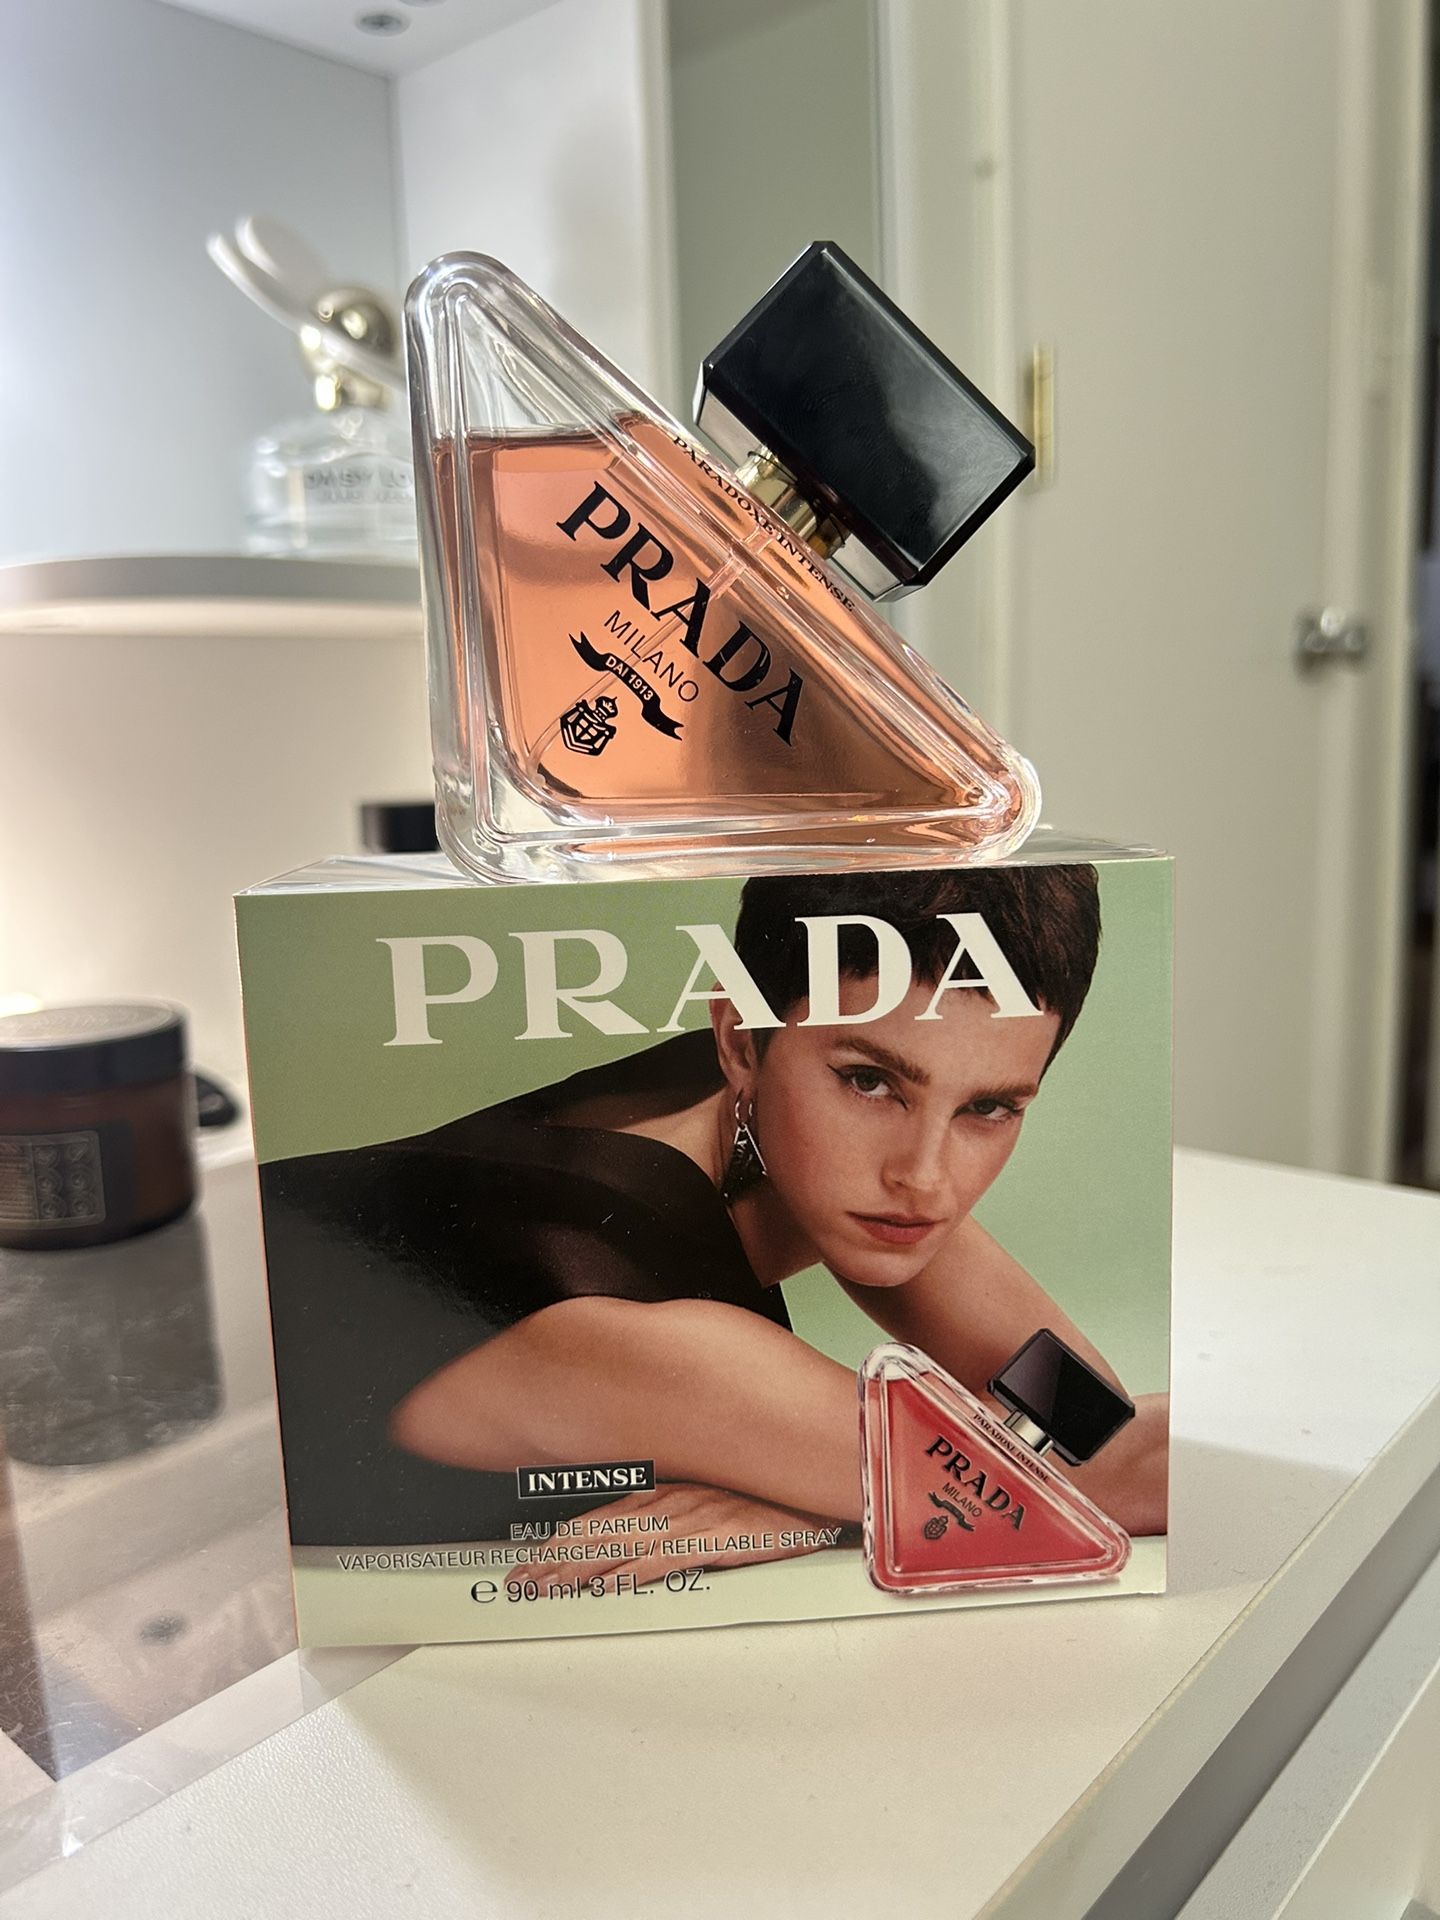 PARADOXE INTENSE
PRADA
MILANO
DAI 1913
PRADA
INTENSE
EAU DE PARFUM
VAPORISATEUR RECHARGEABLE / REFILLABLE SPRAY
℮ 90 ml 3 FL. OZ.
PARADOXE INTENSE
PRADA
MILANO